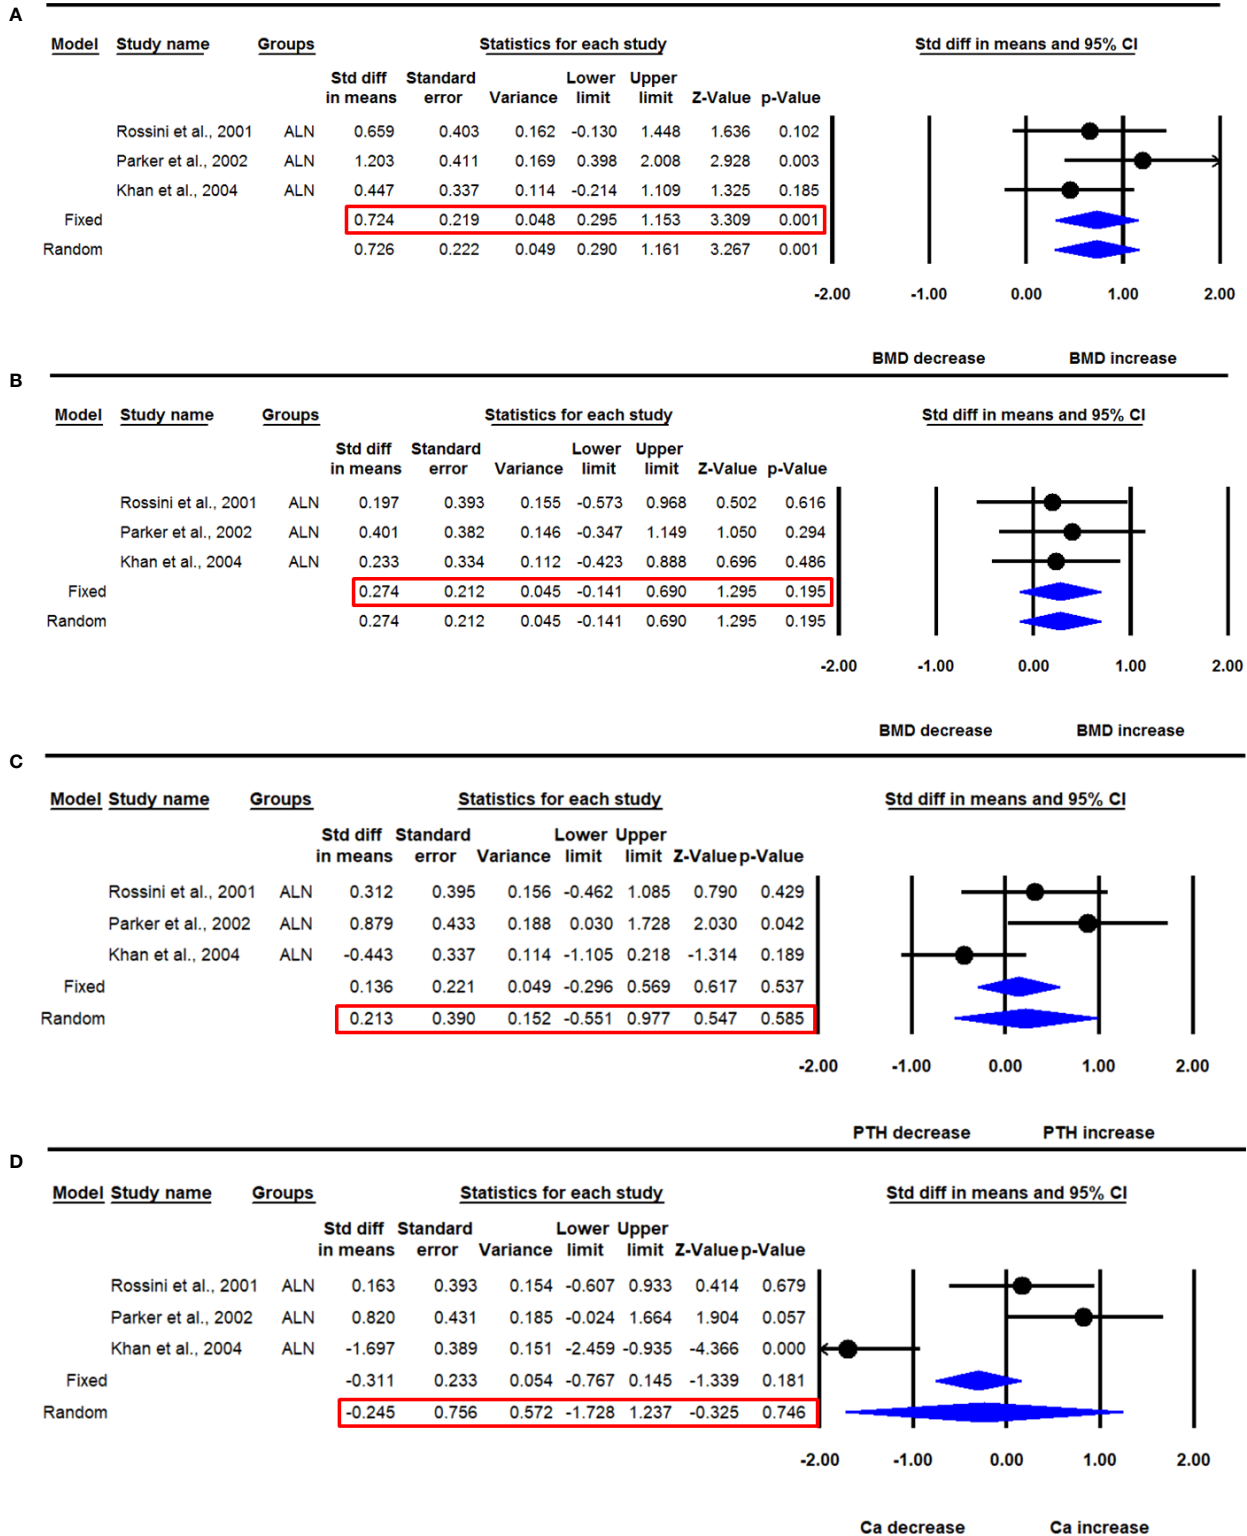 A
Model Study name Groups Statistics for each study Std diff in means and 95% CI
Std diff Standard Lower Upper
in means error Variance limit limit Z-Value p-Value
Rossini et al., 2001 ALN 0.659 0.403 0.162 -0.130 1.448 1.636 0.102
Parker et al., 2002 ALN 1.203 0.411 0.169 0.398 2.008 2.928 0.003
Khan et al., 2004 ALN 0.447 0.337 0.114 -0.214 1.109 1.325 0.185
Fixed 0.724 0.219 0.048 0.295 1.153 3.309 0.001
Random 0.726 0.222 0.049 0.290 1.161 3.267 0.001
-2.00 -1.00 0.00 1.00 2.00
BMD decrease BMD increase
B
Model Study name Groups Statistics for each study Std diff in means and 95% CI
Std diff Standard Lower Upper
in means error Variance limit limit Z-Value p-Value
Rossini et al., 2001 ALN 0.197 0.393 0.155 -0.573 0.968 0.502 0.616
Parker et al., 2002 ALN 0.401 0.382 0.146 -0.347 1.149 1.050 0.294
Khan et al., 2004 ALN 0.233 0.334 0.112 -0.423 0.888 0.696 0.486
Fixed 0.274 0.212 0.045 -0.141 0.690 1.295 0.195
Random 0.274 0.212 0.045 -0.141 0.690 1.295 0.195
-2.00 -1.00 0.00 1.00 2.00
BMD decrease BMD increase
C
Model Study name Groups Statistics for each study Std diff in means and 95% CI
Std diff Standard Lower Upper
in means error Variance limit limit Z-Value p-Value
Rossini et al., 2001 ALN 0.312 0.395 0.156 -0.462 1.085 0.790 0.429
Parker et al., 2002 ALN 0.879 0.433 0.188 0.030 1.728 2.030 0.042
Khan et al., 2004 ALN -0.443 0.337 0.114 -1.105 0.218 -1.314 0.189
Fixed 0.136 0.221 0.049 -0.296 0.569 0.617 0.537
Random 0.213 0.390 0.152 -0.551 0.977 0.547 0.585
-2.00 -1.00 0.00 1.00 2.00
PTH decrease PTH increase
D
Model Study name Groups Statistics for each study Std diff in means and 95% CI
Std diff Standard Lower Upper
in means error Variance limit limit Z-Value p-Value
Rossini et al., 2001 ALN 0.163 0.393 0.154 -0.607 0.933 0.414 0.679
Parker et al., 2002 ALN 0.820 0.431 0.185 -0.024 1.664 1.904 0.057
Khan et al., 2004 ALN -1.697 0.389 0.151 -2.459 -0.935 -4.366 0.000
Fixed -0.311 0.233 0.054 -0.767 0.145 -1.339 0.181
Random -0.245 0.756 0.572 -1.728 1.237 -0.325 0.746
-2.00 -1.00 0.00 1.00 2.00
Ca decrease Ca increase